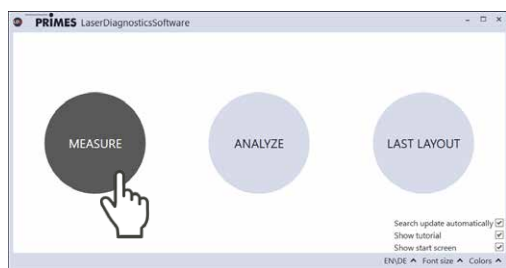 PRIMES LaserDiagnosticsSoftware
MEASURE
ANALYZE
LAST LAYOUT
Search update automatically
Show tutorial
Show start screen
EN\DE Font size Colors